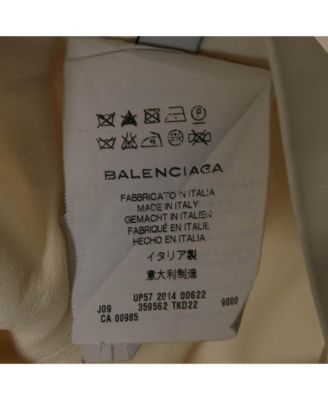 BALENCIAGA
FABBRICATO IN ITALIA
MADE IN ITALY
GEMACHT IN ITALIEN
FABRIQUÉ EN ITALIE
HECHO EN ITALIA
イタリア製
意大利制造
UP57 2014 00622
J09 359562 TKD22 9000
CA 00985